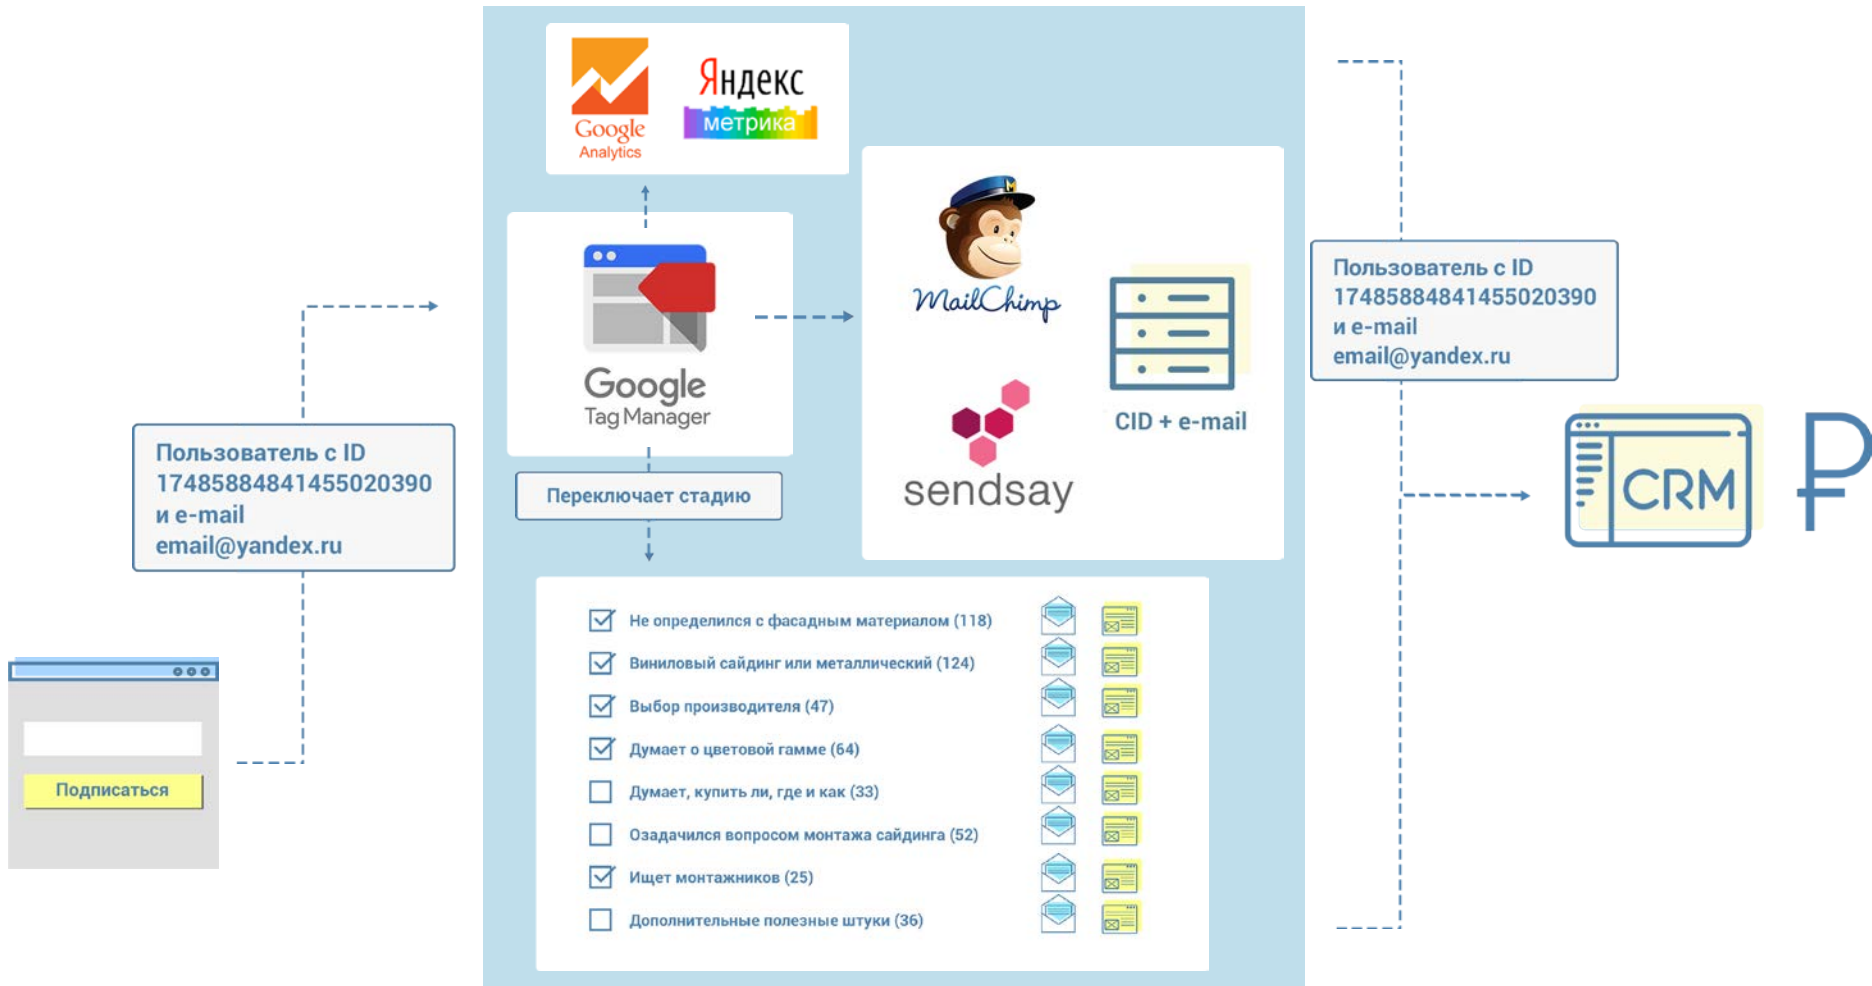 Google
Analytics
Яндекс
метрика
Google
Tag Manager
Переключает стадию
MailChimp
sendsay
CID + e-mail
Пользователь с ID
17485884841455020390
и e-mail
email@yandex.ru
Подписаться
Пользователь с ID
17485884841455020390
и e-mail
email@yandex.ru
CRM
₽
Не определился с фасадным материалом (118)
Виниловый сайдинг или металлический (124)
Выбор производителя (47)
Думает о цветовой гамме (64)
Думает, купить ли, где и как (33)
Озадачился вопросом монтажа сайдинга (52)
Ищет монтажников (25)
Дополнительные полезные штуки (36)